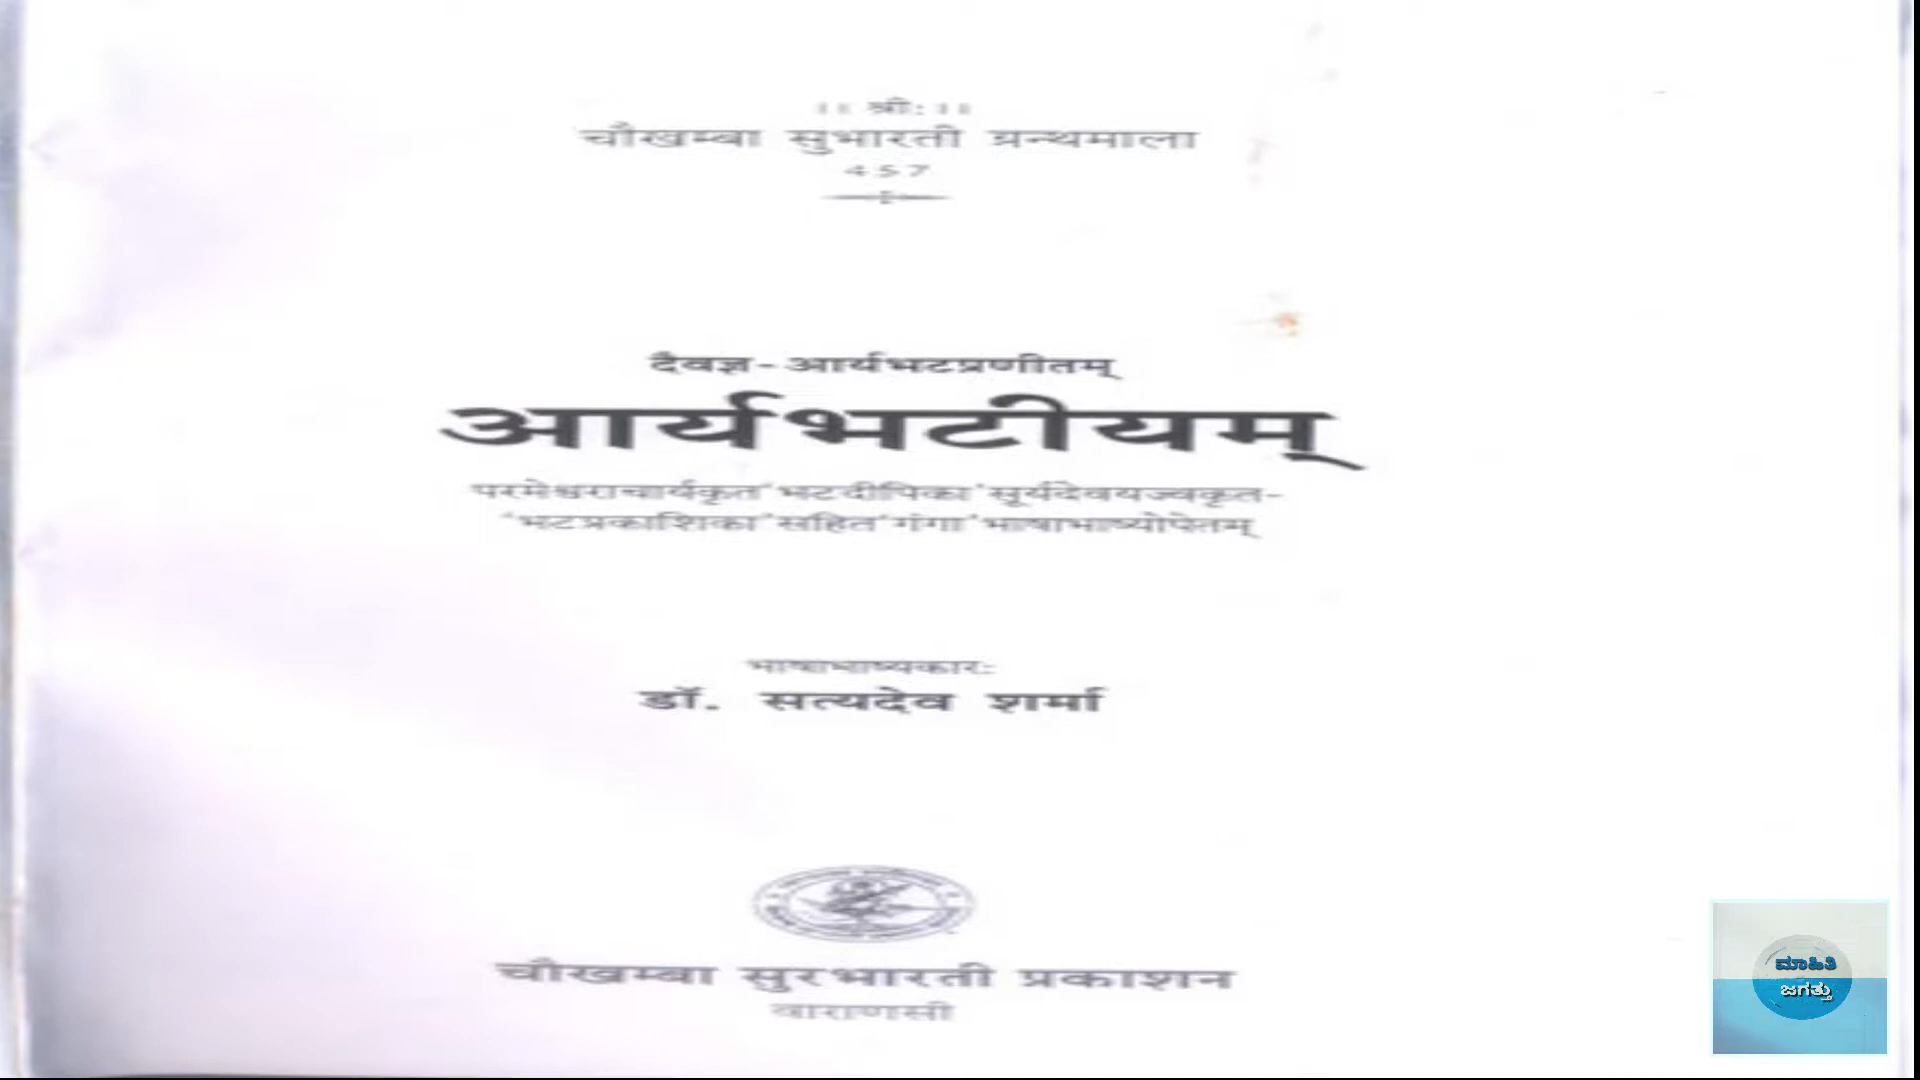 ॥ श्री: ॥
चौखम्बा सुभारती ग्रन्थमाला
457
दैवज्ञ-आर्यभटप्रणीतम्
आर्यभटीयम्
परमेश्वराचार्यकृत'भटदीपिका'सूर्यदेवयज्वकृत-
'भटप्रकाशिका'सहित'गंगा'भाषाभाष्योपेतम्
भाषाभाष्यकार:
डॉ. सत्यदेव शर्मा
चौखम्बा सुरभारती प्रकाशन
वाराणसी
ಮಾಹಿತಿ
ಜಗತ್ತು